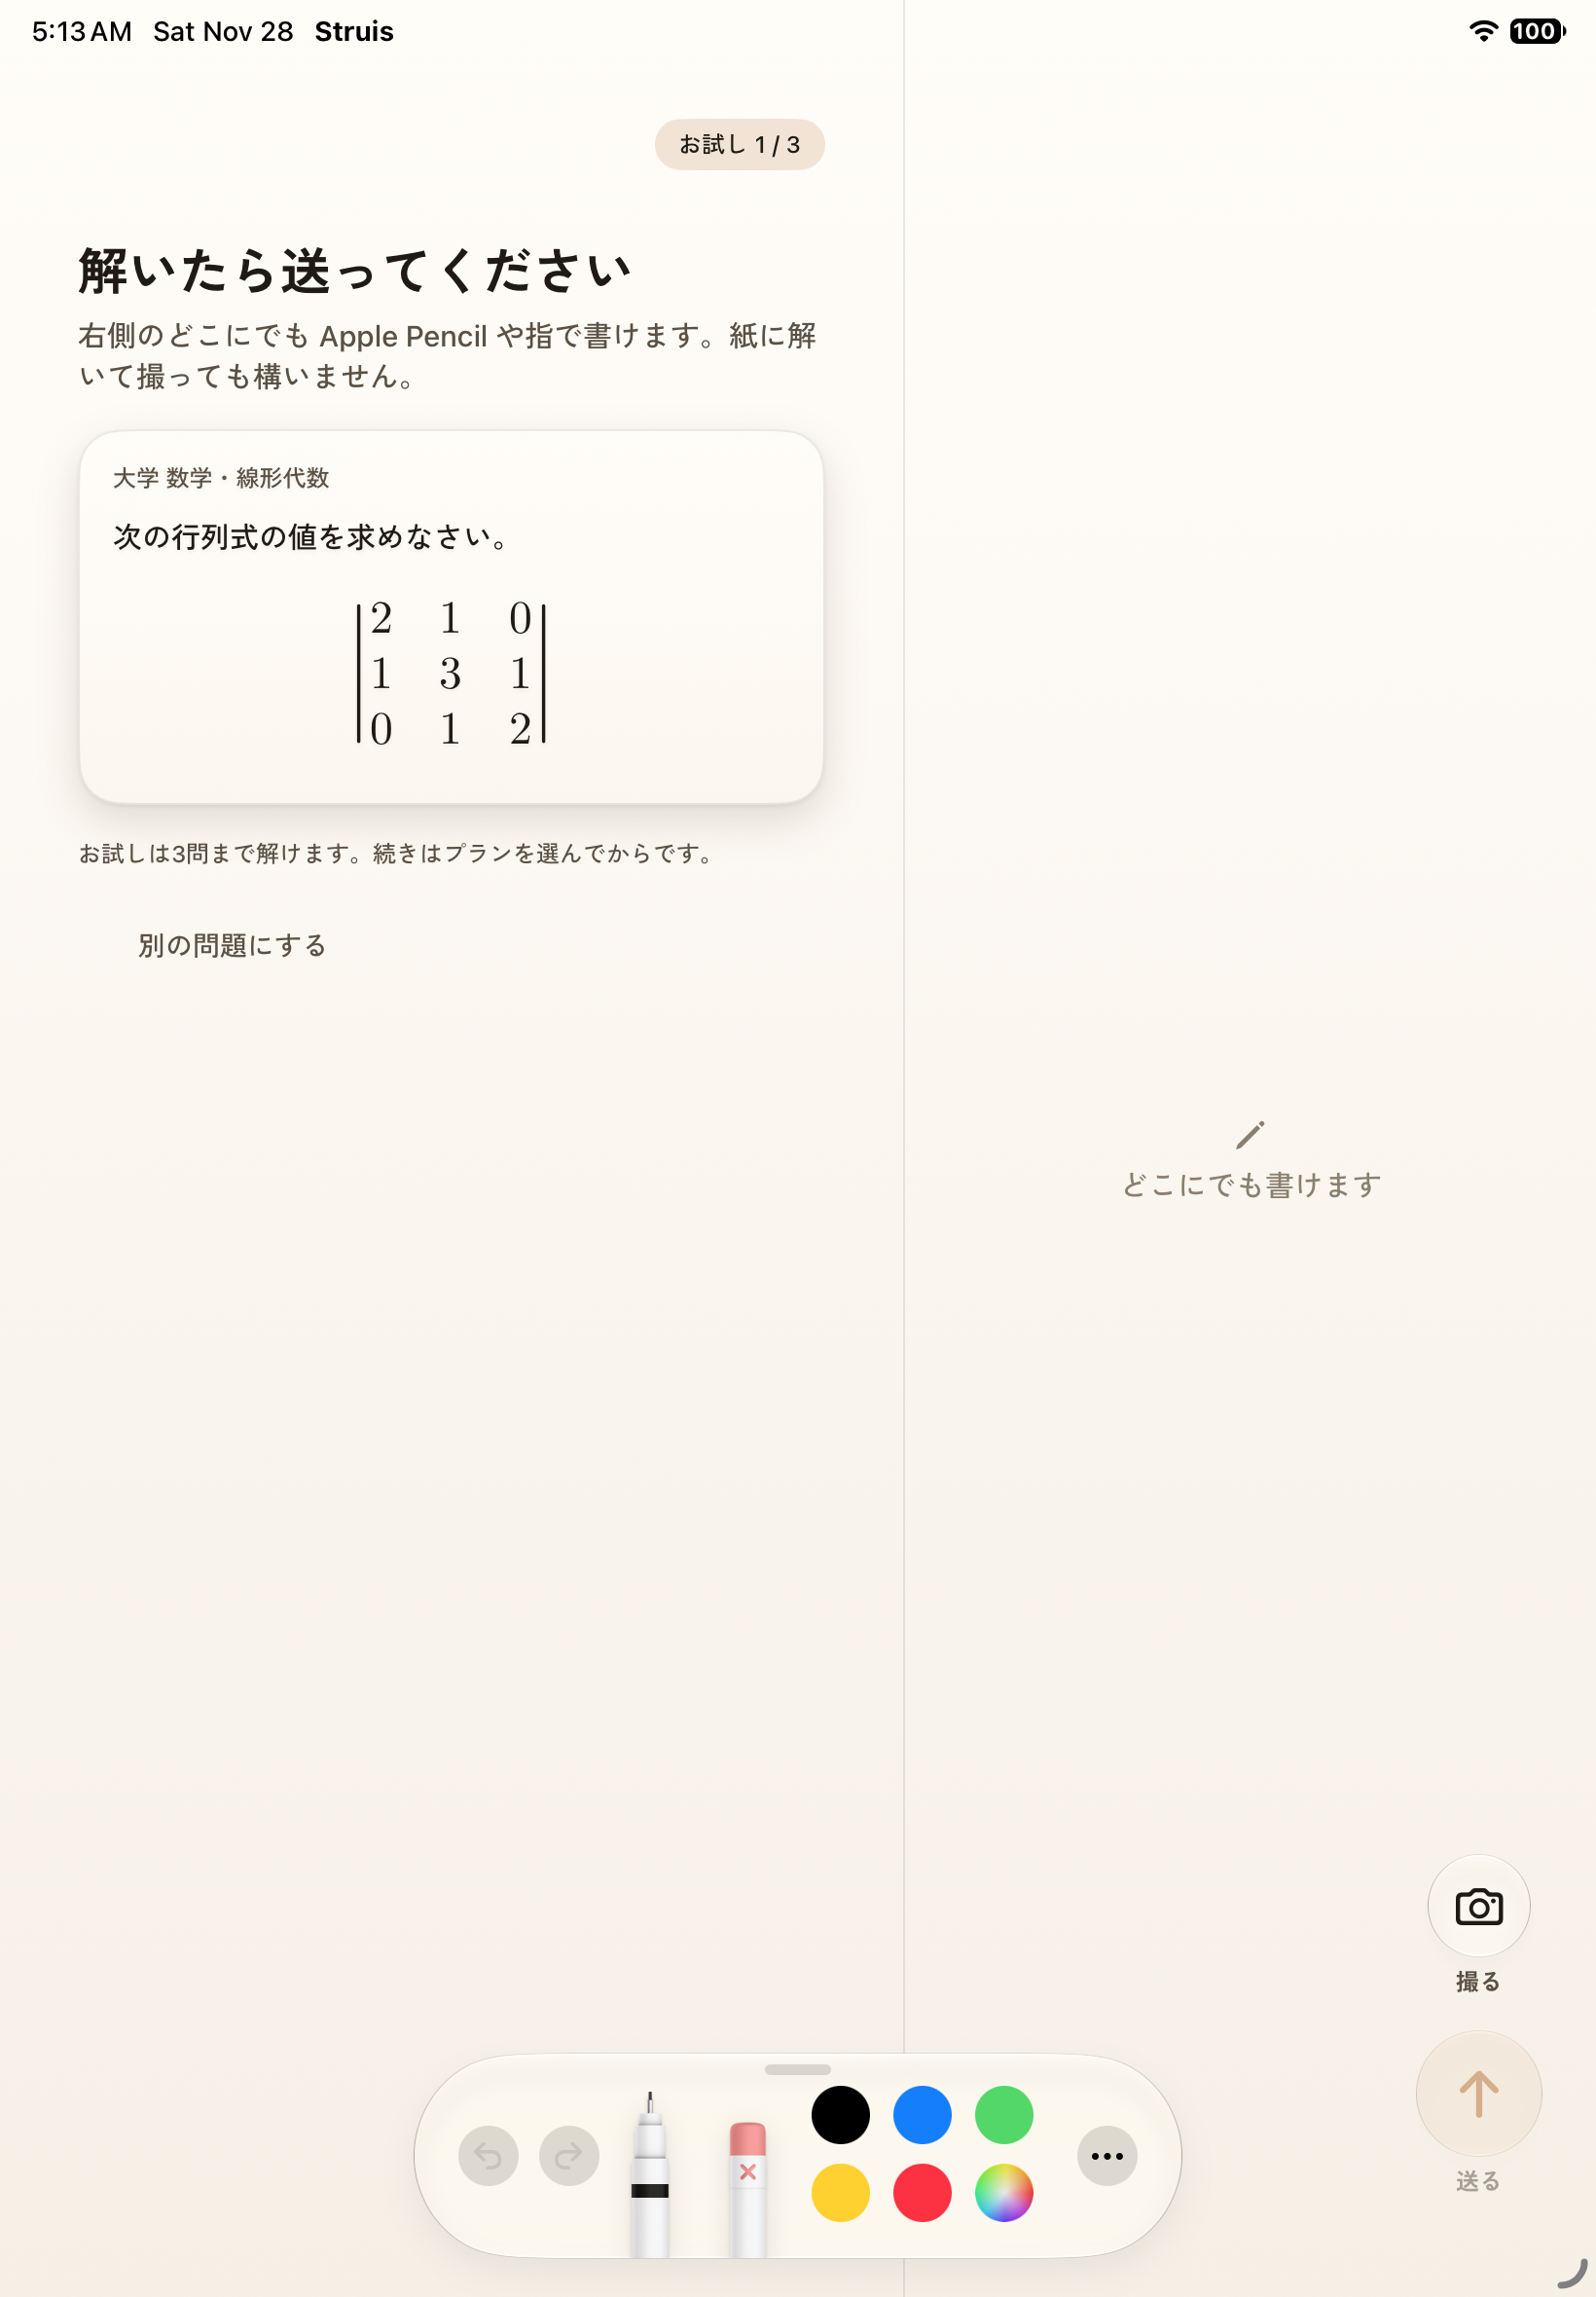 5:13 AM Sat Nov 28 Struis
100
お試し 1 / 3
解いたら送ってください
右側のどこにでも Apple Pencil や指で書けます。紙に解
いて撮っても構いません。
大学 数学・線形代数
次の行列式の値を求めなさい。
2 1 0
1 3 1
0 1 2
お試しは3問まで解けます。続きはプランを選んでからです。
別の問題にする
どこにでも書けます
撮る
送る